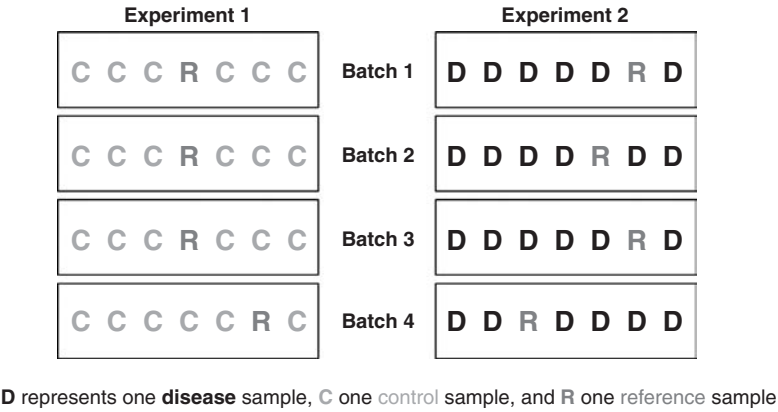 Experiment 1 Experiment 2
C C C R C C C Batch 1 D D D D D R D
C C C R C C C Batch 2 D D D D R D D
C C C R C C C Batch 3 D D D D D R D
C C C C C R C Batch 4 D D R D D D D
D represents one disease sample, C one control sample, and R one reference sample